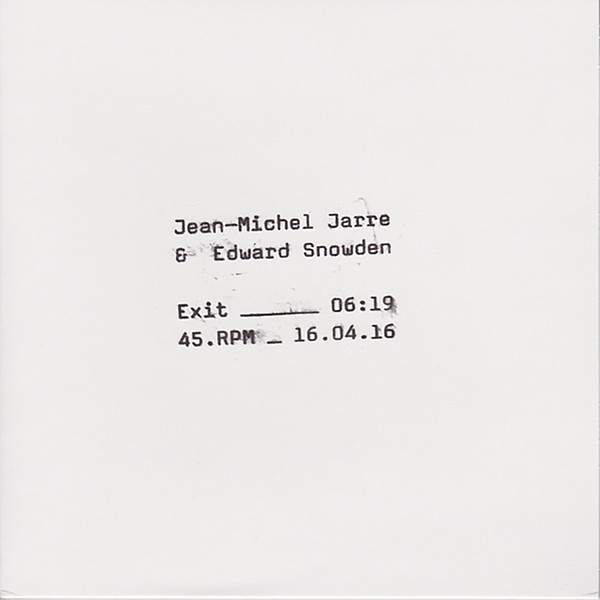 Jean-Michel Jarre
& Edward Snowden
Exit ______ 06:19
45.RPM _ 16.04.16